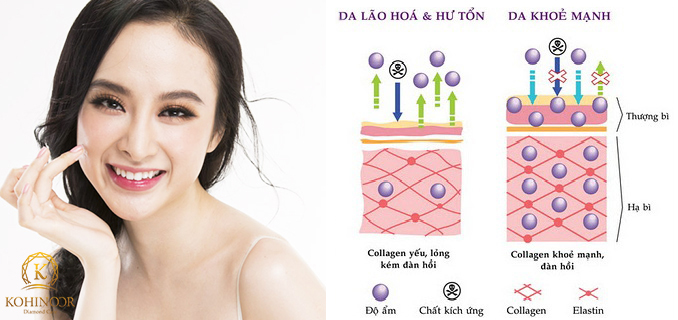 DA LÃO HOÁ & HƯ TỔN
DA KHOẺ MẠNH
Thượng bì
Hạ bì
Collagen yếu, lỏng
kém đàn hồi
Collagen khoẻ mạnh,
đàn hồi
Độ ẩm
Chất kích ứng
Collagen
Elastin
K
KOHINOOR